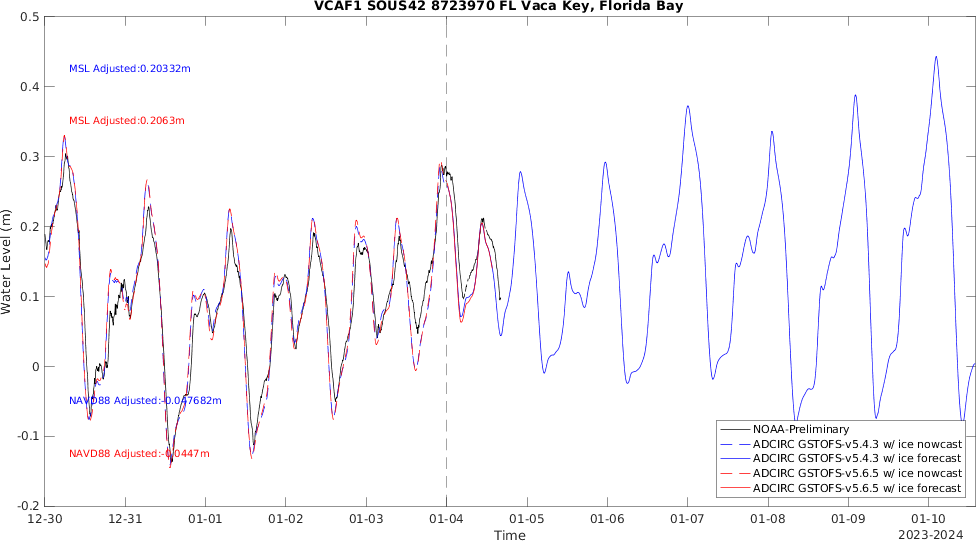 VCAF1 SOUS42 8723970 FL Vaca Key, Florida Bay
0.5
0.4
0.3
0.2
0.1
0
-0.1
-0.2
Water Level (m)
MSL Adjusted:0.20332m
MSL Adjusted:0.2063m
NAVD88 Adjusted:-0.047682m
NAVD88 Adjusted:-0.0447m
NOAA-Preliminary
ADCIRC GSTOFS-v5.4.3 w/ ice nowcast
ADCIRC GSTOFS-v5.4.3 w/ ice forecast
ADCIRC GSTOFS-v5.6.5 w/ ice nowcast
ADCIRC GSTOFS-v5.6.5 w/ ice forecast
12-30 12-31 01-01 01-02 01-03 01-04 01-05 01-06 01-07 01-08 01-09 01-10
Time
2023-2024